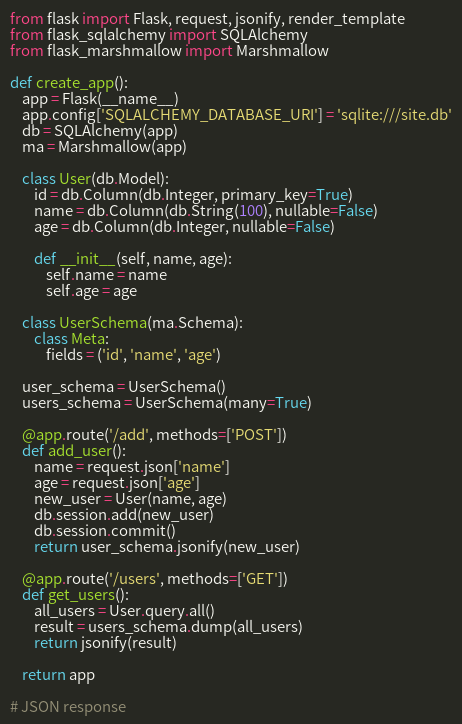 from flask import Flask, request, jsonify, render_template
from flask_sqlalchemy import SQLAlchemy
from flask_marshmallow import Marshmallow

def create_app():
    app = Flask(__name__)
    app.config['SQLALCHEMY_DATABASE_URI'] = 'sqlite:///site.db'
    db = SQLAlchemy(app)
    ma = Marshmallow(app)

    class User(db.Model):
        id = db.Column(db.Integer, primary_key=True)
        name = db.Column(db.String(100), nullable=False)
        age = db.Column(db.Integer, nullable=False)

        def __init__(self, name, age):
            self.name = name
            self.age = age

    class UserSchema(ma.Schema):
        class Meta:
            fields = ('id', 'name', 'age')

    user_schema = UserSchema()
    users_schema = UserSchema(many=True)

    @app.route('/add', methods=['POST'])
    def add_user():
        name = request.json['name']
        age = request.json['age']
        new_user = User(name, age)
        db.session.add(new_user)
        db.session.commit()
        return user_schema.jsonify(new_user)

    @app.route('/users', methods=['GET'])
    def get_users():
        all_users = User.query.all()
        result = users_schema.dump(all_users)
        return jsonify(result)

    return app

# JSON response